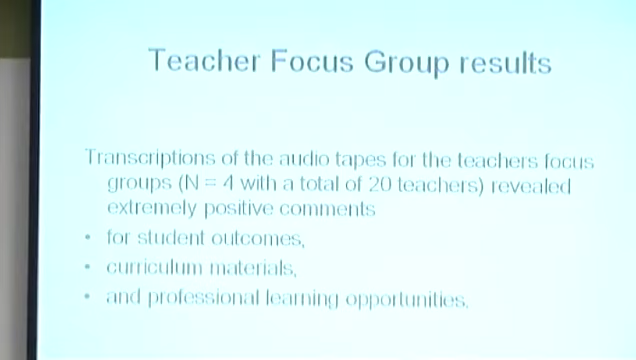 Teacher Focus Group results
Transcriptions of the audio tapes for the teachers focus
groups (N = 4 with a total of 20 teachers) revealed
extremely positive comments
• for student outcomes,
• curriculum materials,
• and professional learning opportunities.